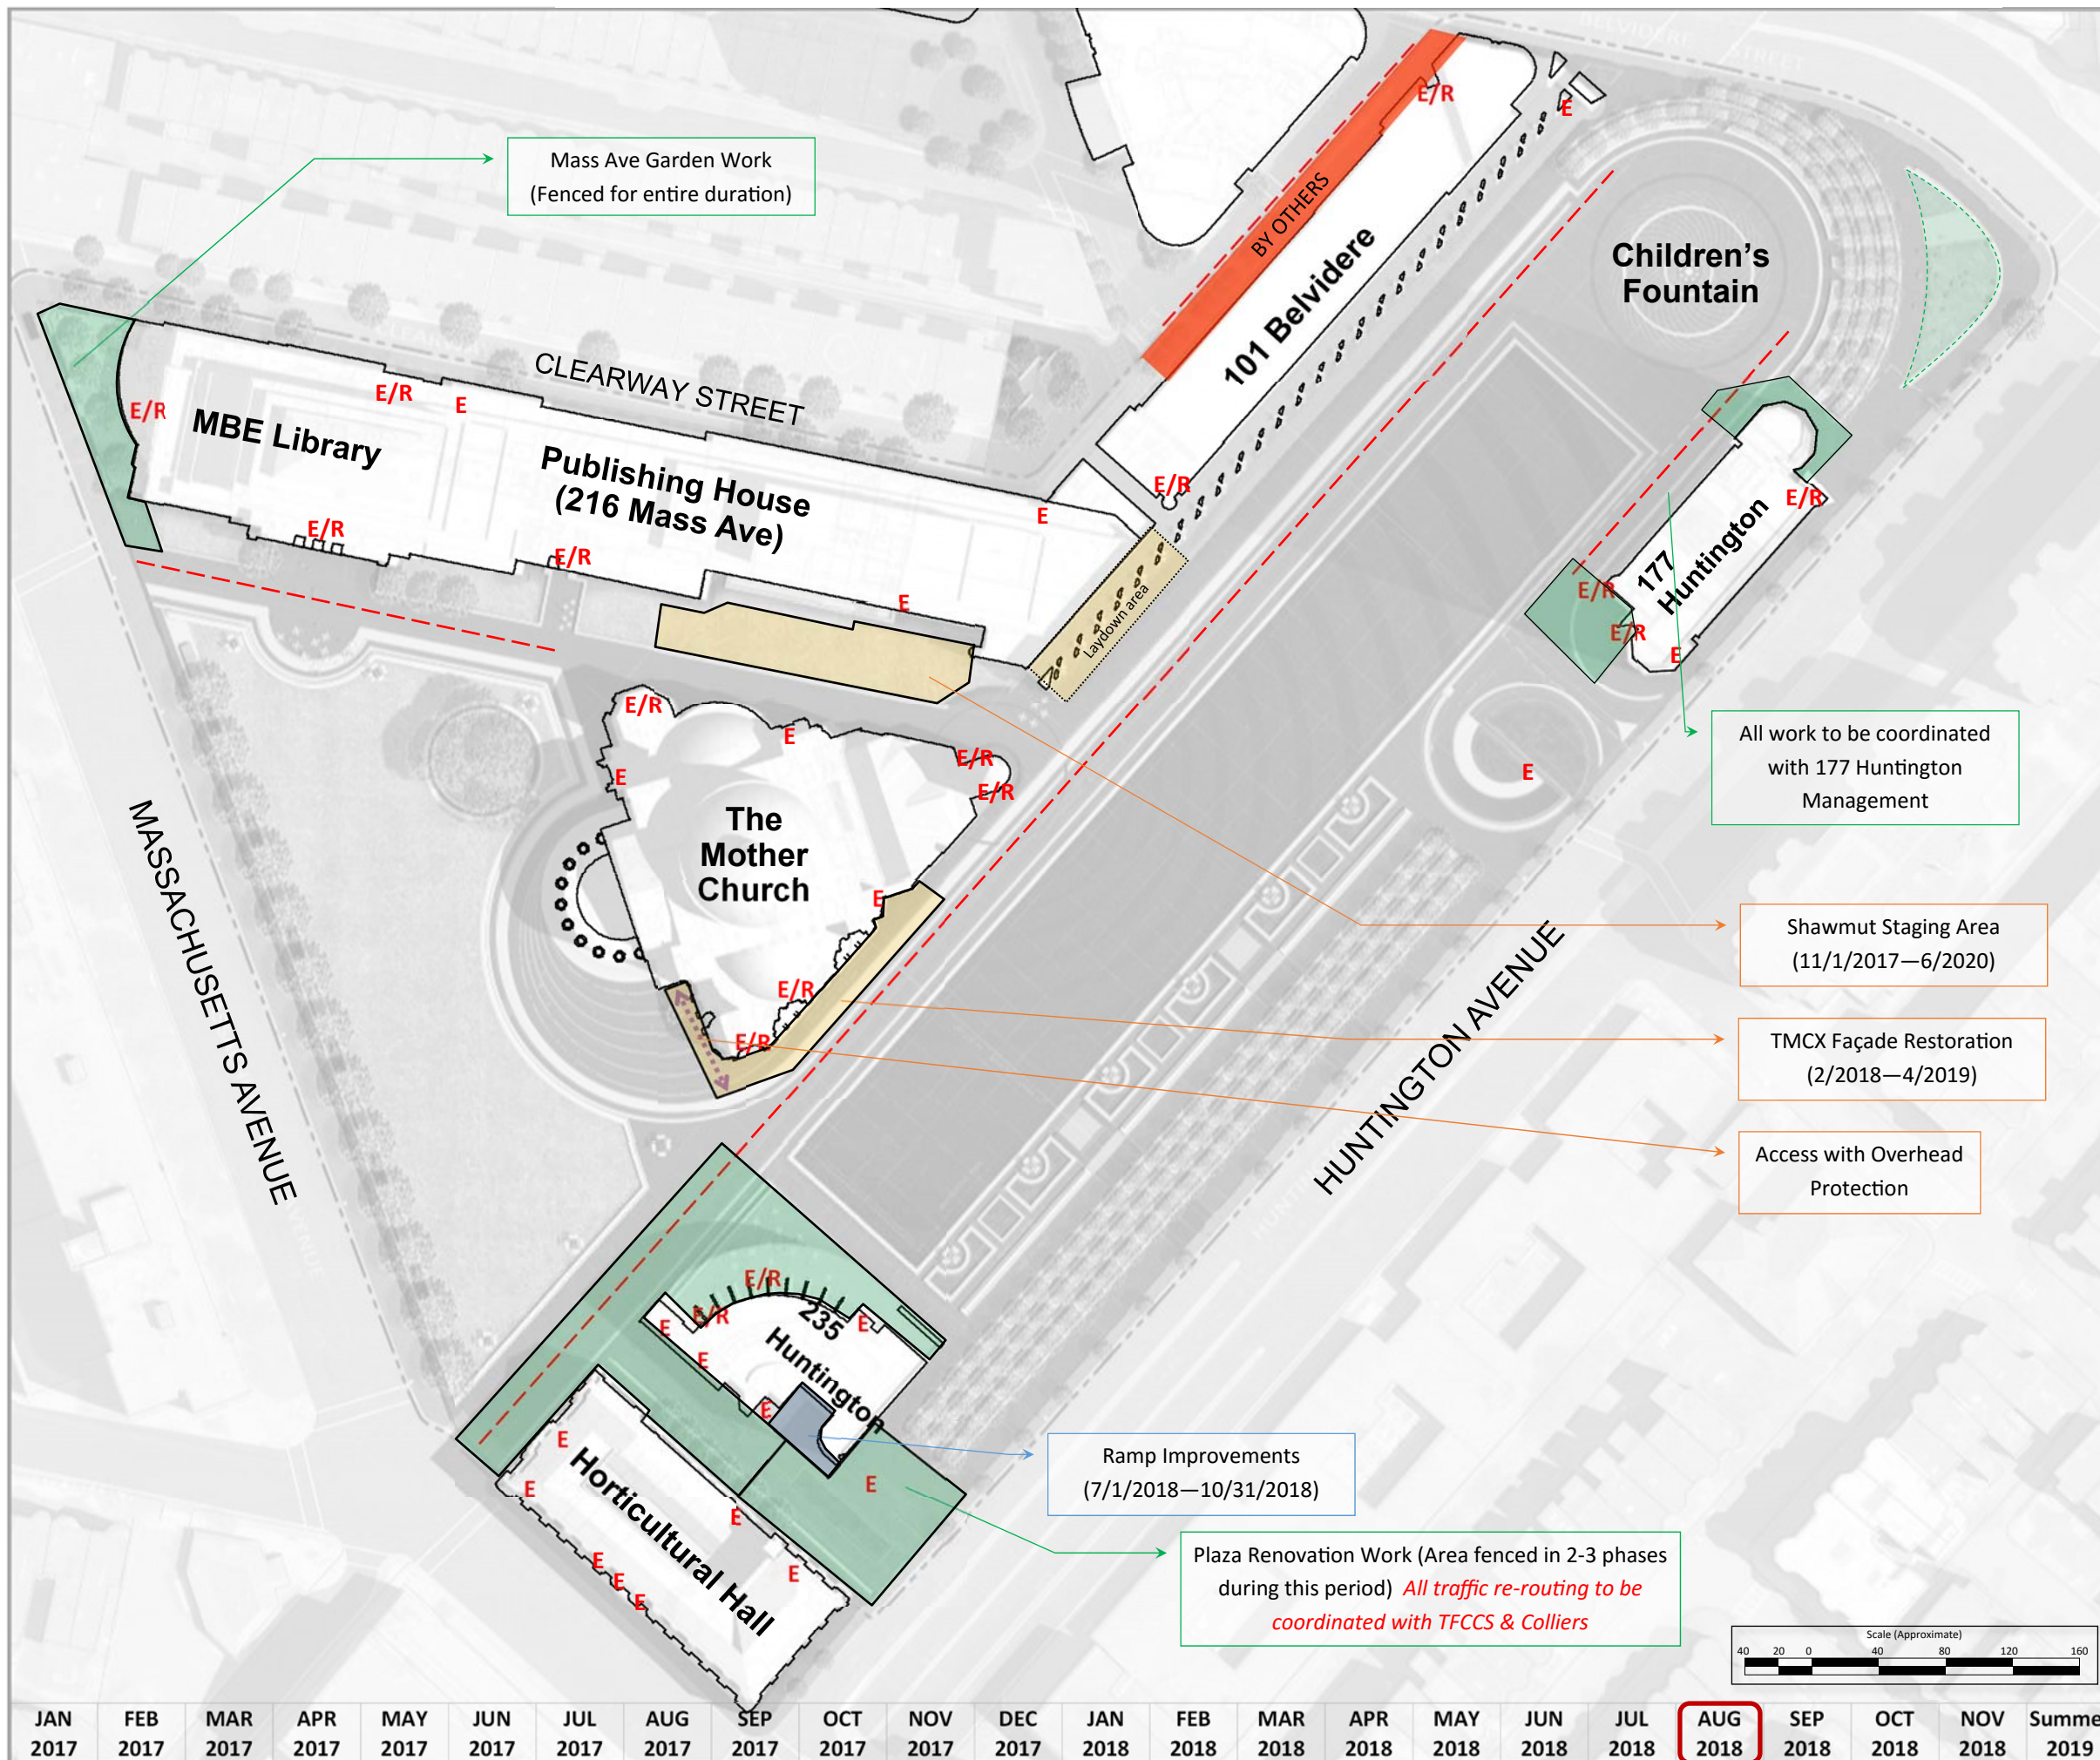 BELVIDERE STREET
E/R
E
Mass Ave Garden Work
(Fenced for entire duration)
BY OTHERS
101 Belvidere
Children's
Fountain
CLEARWAY STREET
E/R
E
E/R
MBE Library
Publishing House
(216 Mass Ave)
E/R
E
E/R
E/R
E/R
E
Laydown area
177
Huntington
E/R
E/R
E/R
E
E/R
E
E
E/R
E/R
E
All work to be coordinated
with 177 Huntington
Management
The
Mother
Church
E
E/R
E/R
MASSACHUSETTS AVENUE
HUNTINGTON AVENUE
Shawmut Staging Area
(11/1/2017—6/2020)
TMCX Façade Restoration
(2/2018—4/2019)
Access with Overhead
Protection
E/R
E/R
E
E
E
E
235
Huntington
Ramp Improvements
(7/1/2018—10/31/2018)
E
E
E
E
E
E
E
E
Horticultural Hall
Plaza Renovation Work (Area fenced in 2-3 phases
during this period) All traffic re-routing to be
coordinated with TFCCS & Colliers
Scale (Approximate)
40 20 0 40 80 120 160
JAN FEB MAR APR MAY JUN JUL AUG SEP OCT NOV DEC JAN FEB MAR APR MAY JUN JUL AUG SEP OCT NOV Summe
2017 2017 2017 2017 2017 2017 2017 2017 2017 2017 2017 2017 2018 2018 2018 2018 2018 2018 2018 2018 2018 2018 2018 2019